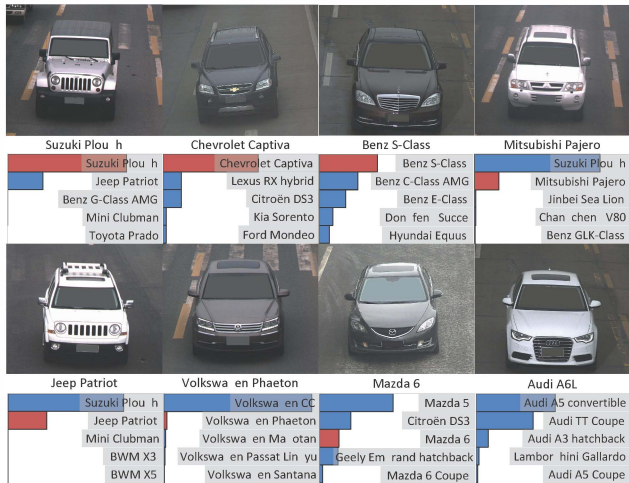 Suzuki Plou h
Chevrolet Captiva
Benz S-Class
Mitsubishi Pajero
Suzuki Plou h
Jeep Patriot
Benz G-Class AMG
Mini Clubman
Toyota Prado
Chevrolet Captiva
Lexus RX hybrid
Citroën DS3
Kia Sorento
Ford Mondeo
Benz S-Class
Benz C-Class AMG
Benz E-Class
Don fen Succe
Hyundai Equus
Suzuki Plou h
Mitsubishi Pajero
Jinbei Sea Lion
Chan chen V80
Benz GLK-Class
Jeep Patriot
Volkswa en Phaeton
Mazda 6
Audi A6L
Suzuki Plou h
Jeep Patriot
Mini Clubman
BWM X3
BWM X5
Volkswa en CC
Volkswa en Phaeton
Volkswa en Ma otan
Volkswa en Passat Lin yu
Volkswa en Santana
Mazda 5
Citroën DS3
Mazda 6
Geely Em rand hatchback
Mazda 6 Coupe
Audi A5 convertible
Audi TT Coupe
Audi A3 hatchback
Lambor hini Gallardo
Audi A5 Coupe